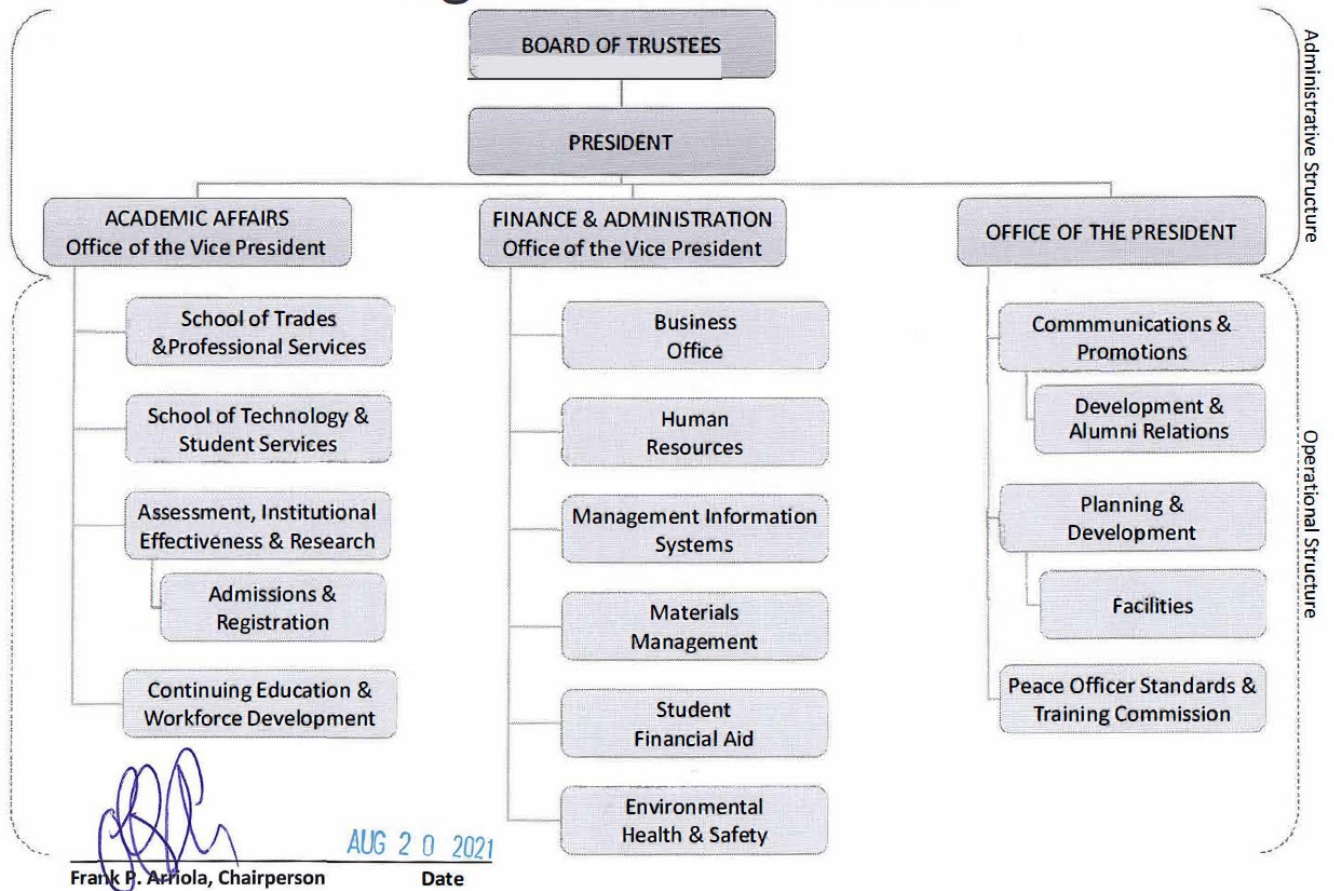 BOARD OF TRUSTEES
PRESIDENT
ACADEMIC AFFAIRS
Office of the Vice President
FINANCE & ADMINISTRATION
Office of the Vice President
OFFICE OF THE PRESIDENT
Administrative Structure
School of Trades
&Professional Services
School of Technology &
Student Services
Assessment, Institutional
Effectiveness & Research
Admissions &
Registration
Continuing Education &
Workforce Development
Business
Office
Human
Resources
Management Information
Systems
Materials
Management
Student
Financial Aid
Environmental
Health & Safety
Commmunications &
Promotions
Development &
Alumni Relations
Planning &
Development
Facilities
Peace Officer Standards &
Training Commission
Operational Structure
AUG 20 2021
Frank P. Arriola, Chairperson Date